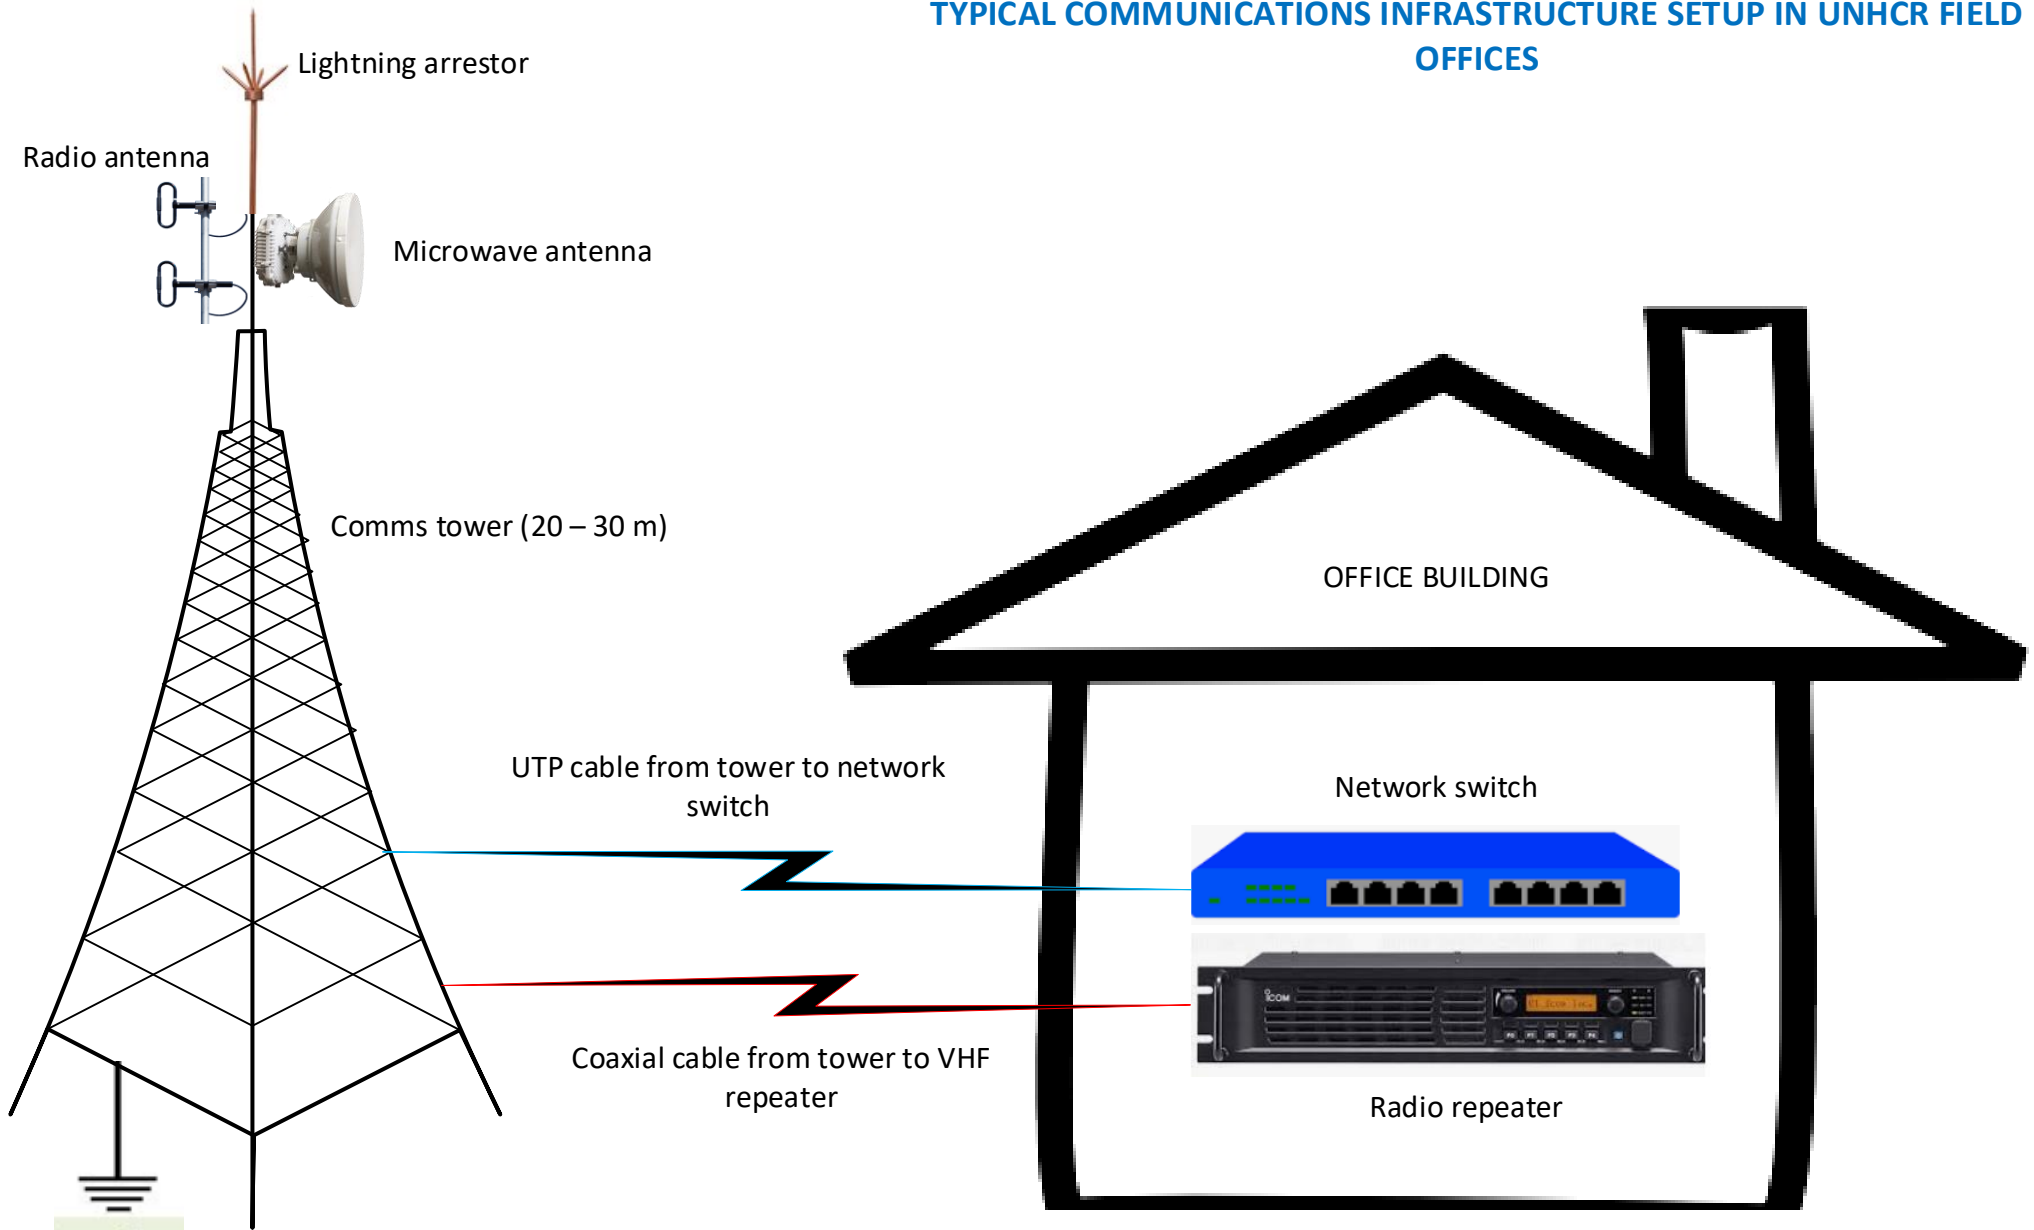 TYPICAL COMMUNICATIONS INFRASTRUCTURE SETUP IN UNHCR FIELD
OFFICES
Lightning arrestor
Radio antenna
Microwave antenna
Comms tower (20 – 30 m)
OFFICE BUILDING
UTP cable from tower to network
switch
Network switch
ICOM
Coaxial cable from tower to VHF
repeater
Radio repeater